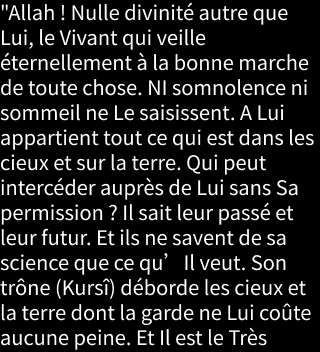 "Allah ! Nulle divinité autre que
Lui, le Vivant qui veille
éternellement à la bonne marche
de toute chose. NI somnolence ni
sommeil ne Le saisissent. A Lui
appartient tout ce qui est dans les
cieux et sur la terre. Qui peut
intercéder auprès de Lui sans Sa
permission ? Il sait leur passé et
leur futur. Et ils ne savent de sa
science que ce qu’ Il veut. Son
trône (Kursî) déborde les cieux et
la terre dont la garde ne Lui coûte
aucune peine. Et Il est le Très